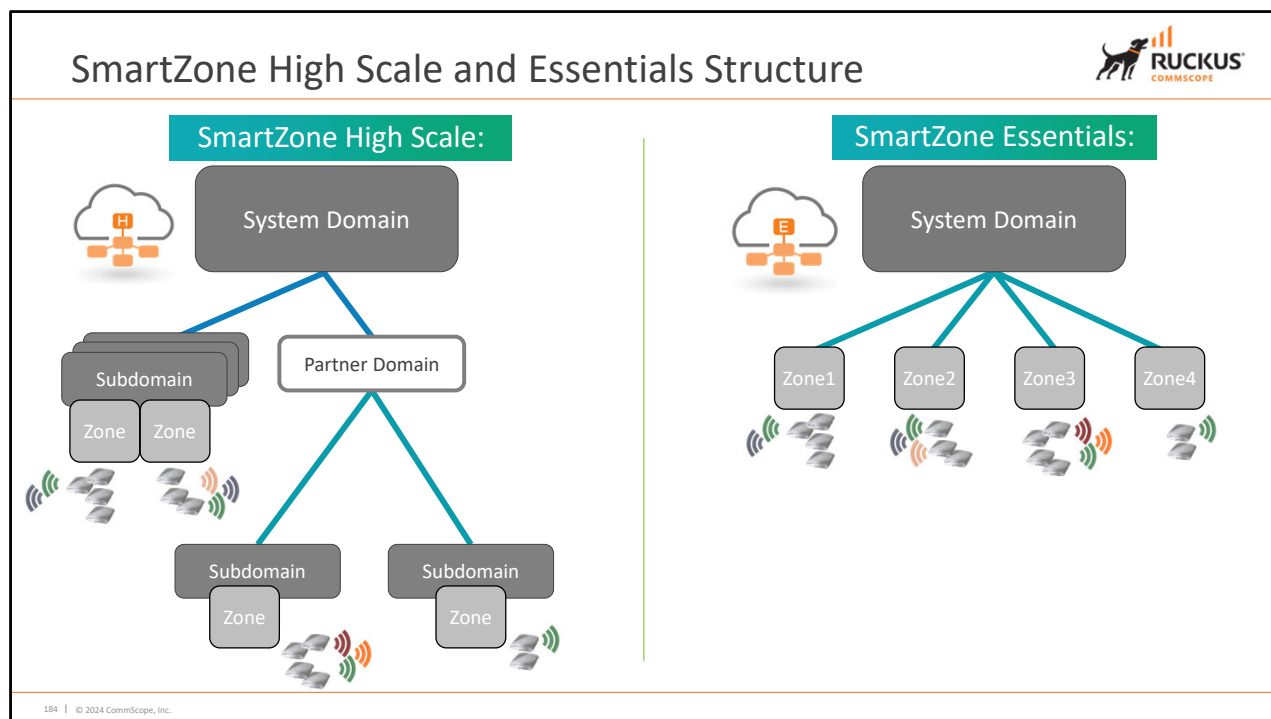 SmartZone High Scale and Essentials Structure
RUCKUS
COMMSCOPE
SmartZone High Scale:
System Domain
H
Subdomain
Partner Domain
Zone Zone
Subdomain
Subdomain
Zone
Zone
SmartZone Essentials:
System Domain
E
Zone1
Zone2
Zone3
Zone4
184 | © 2024 CommScope, Inc.